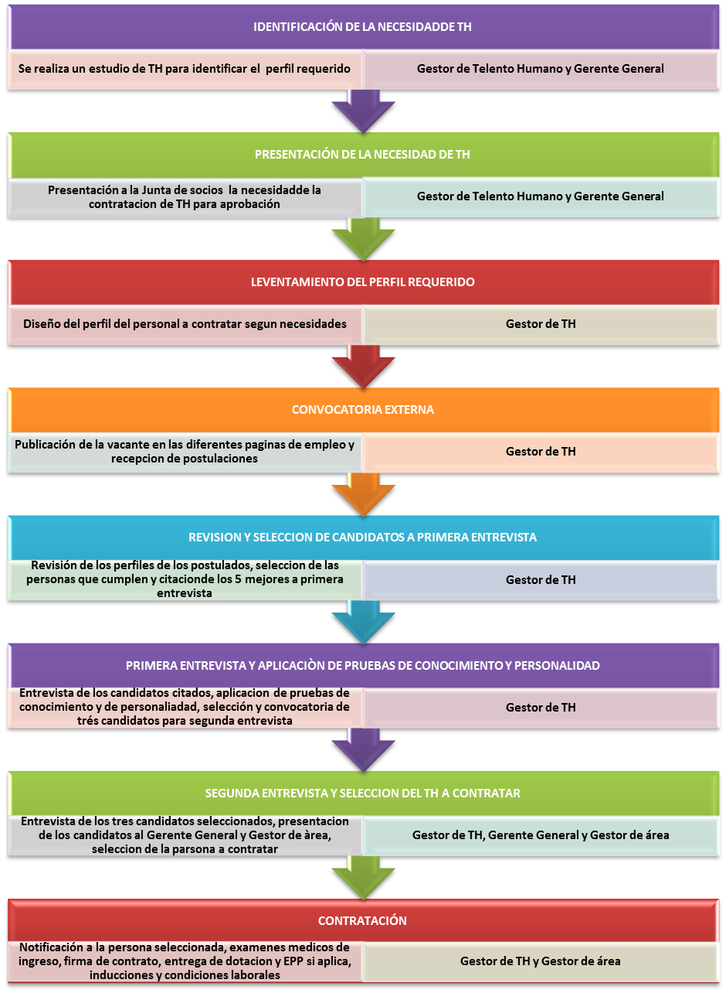 IDENTIFICACIÓN DE LA NECESIDADDE TH
Se realiza un estudio de TH para identificar el perfil requerido
Gestor de Telento Humano y Gerente General
PRESENTACIÓN DE LA NECESIDAD DE TH
Presentación a la Junta de socios la necesidadde la
contratacion de TH para aprobación
Gestor de Telento Humano y Gerente General
LEVENTAMIENTO DEL PERFIL REQUERIDO
Diseño del perfil del personal a contratar segun necesidades
Gestor de TH
CONVOCATORIA EXTERNA
Publicación de la vacante en las diferentes paginas de empleo y
recepcion de postulaciones
Gestor de TH
REVISION Y SELECCION DE CANDIDATOS A PRIMERA ENTREVISTA
Revisión de los perfiles de los postulados, seleccion de las
personas que cumplen y citacionde los 5 mejores a primera
entrevista
Gestor de TH
PRIMERA ENTREVISTA Y APLICACIÒN DE PRUEBAS DE CONOCIMIENTO Y PERSONALIDAD
Entrevista de los candidatos citados, aplicacion de pruebas de
conocimiento y de personaliadad, selección y convocatoria de
trés candidatos para segunda entrevista
Gestor de TH
SEGUNDA ENTREVISTA Y SELECCION DEL TH A CONTRATAR
Entrevista de los tres candidatos seleccionados, presentacion
de los candidatos al Gerente General y Gestor de àrea,
seleccion de la parsona a contratar
Gestor de TH, Gerente General y Gestor de área
CONTRATACIÓN
Notificación a la persona seleccionada, examenes medicos de
ingreso, firma de contrato, entrega de dotacion y EPP si aplica,
inducciones y condiciones laborales
Gestor de TH y Gestor de área